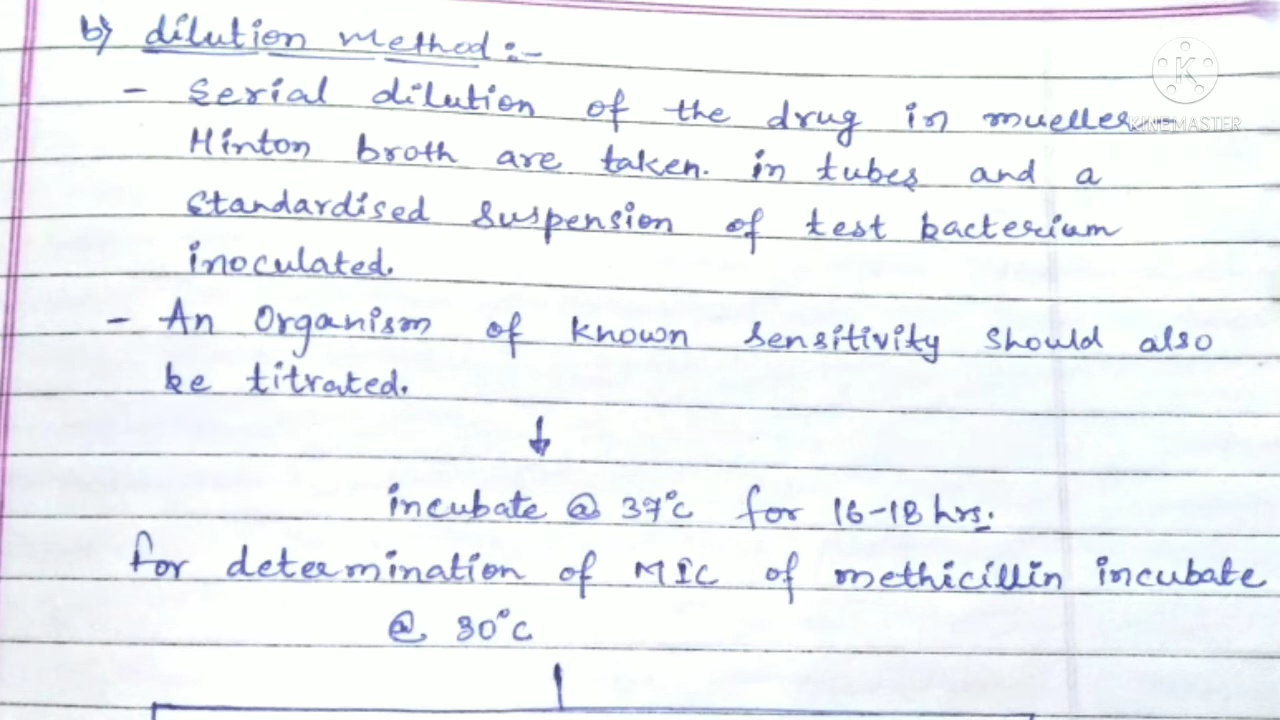 b) dilution method:-
- Serial dilution of the drug in mueller
Hinton broth are taken. in tubes and a
Standardised suspension of test bacterium
inoculated.
- An Organism of known sensitivity should also
be titrated.
↓
incubate @ 37°C for 16-18 hrs.
for determination of MIC of methicillin incubate
@ 30°C
K
KINEMASTER